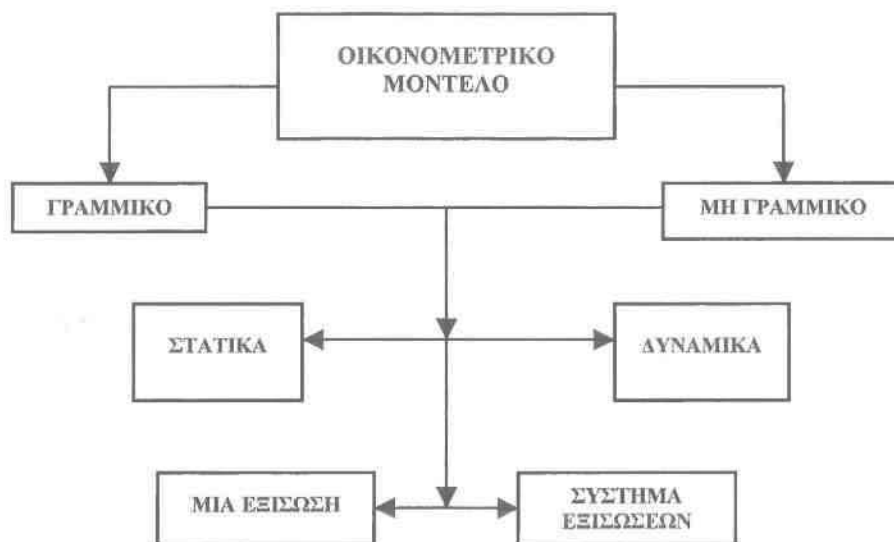 ΟΙΚΟΝΟΜΕΤΡΙΚΟ
ΜΟΝΤΕΛΟ
ΓΡΑΜΜΙΚΟ
ΜΗ ΓΡΑΜΜΙΚΟ
ΣΤΑΤΙΚΑ
ΔΥΝΑΜΙΚΑ
ΜΙΑ ΕΞΙΣΩΣΗ
ΣΥΣΤΗΜΑ
ΕΞΙΣΩΣΕΩΝ